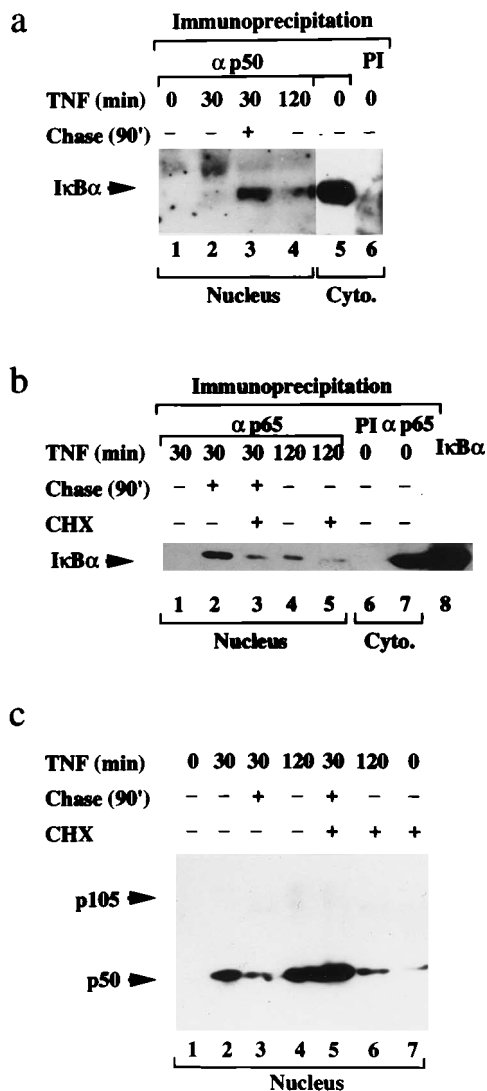 a
Immunoprecipitation
α p50 PI
TNF (min) 0 30 30 120 0 0
Chase (90') – – + – – –
IκBα
1 2 3 4 5 6
Nucleus Cyto.
b
Immunoprecipitation
α p65 PI α p65
IκBα
TNF (min) 30 30 30 120 120 0 0
Chase (90') – + + – – – –
CHX – – + – + – –
IκBα
1 2 3 4 5 6 7 8
Nucleus Cyto.
c
TNF (min) 0 30 30 120 30 120 0
Chase (90') – – + – + – –
CHX – – – – + + +
p105
p50
1 2 3 4 5 6 7
Nucleus